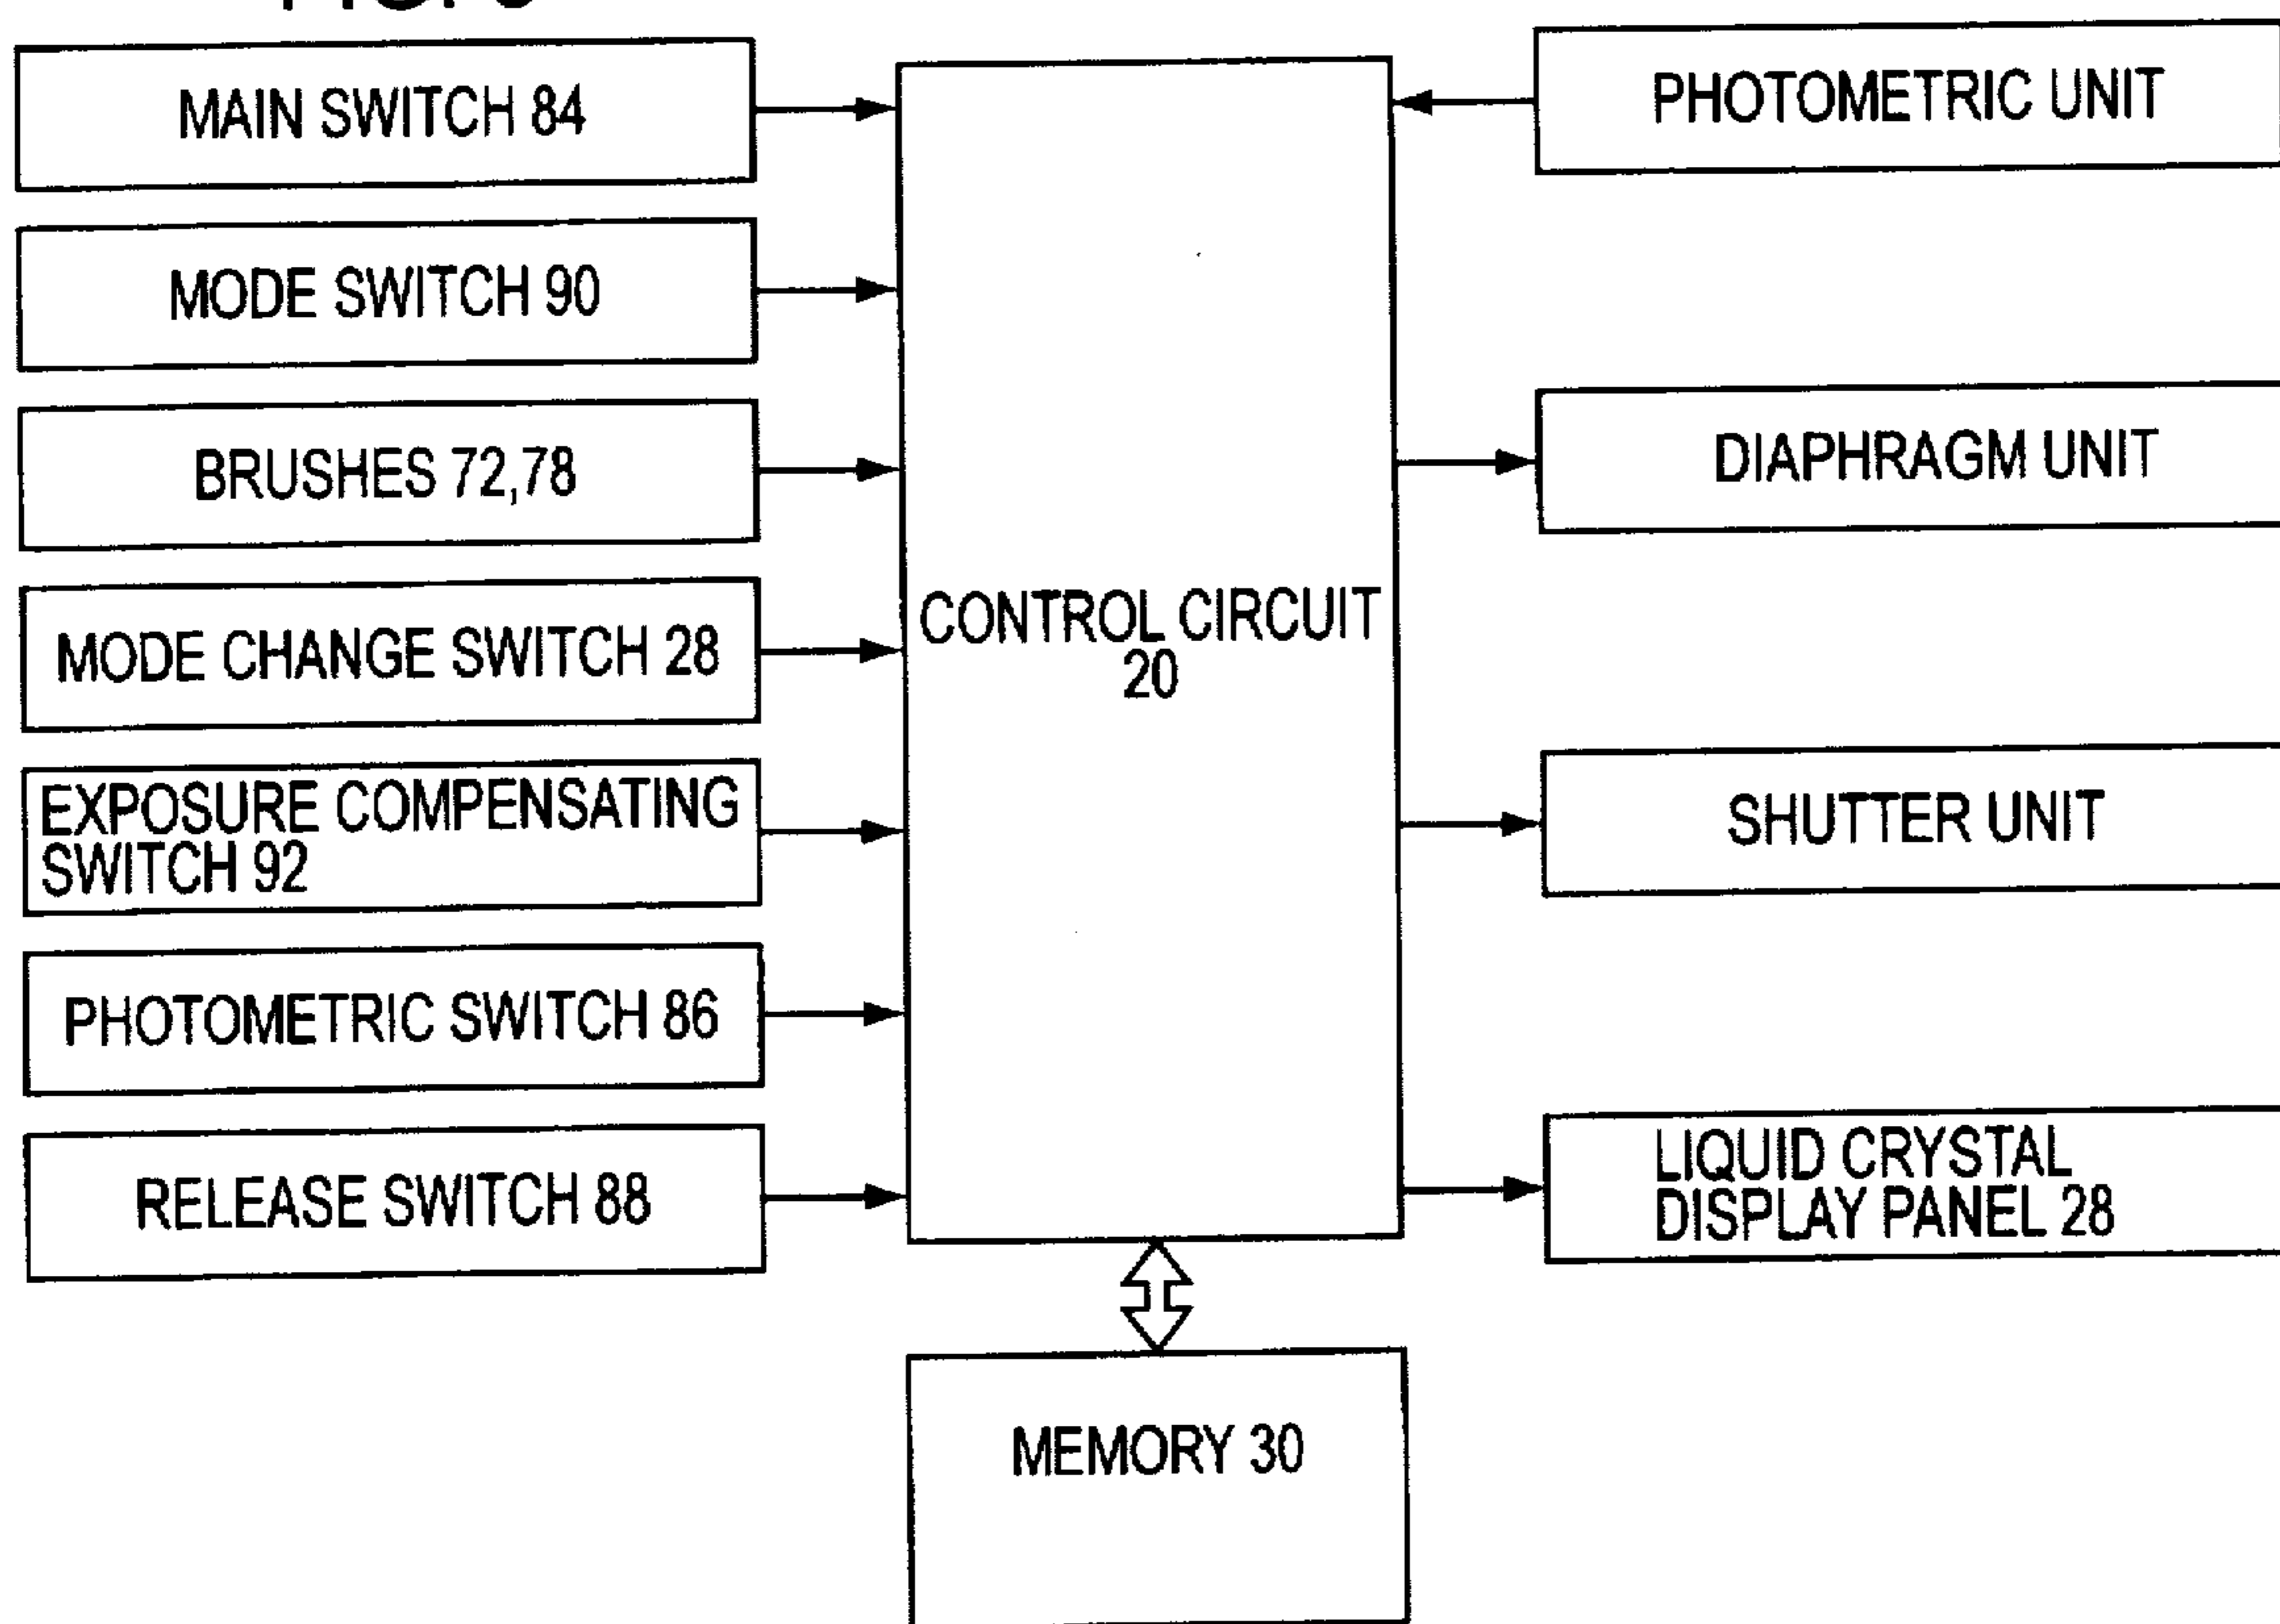 MAIN SWITCH 84
MODE SWITCH 90
BRUSHES 72,78
MODE CHANGE SWITCH 28
EXPOSURE COMPENSATING
SWITCH 92
PHOTOMETRIC SWITCH 86
RELEASE SWITCH 88
CONTROL CIRCUIT
20
MEMORY 30
PHOTOMETRIC UNIT
DIAPHRAGM UNIT
SHUTTER UNIT
LIQUID CRYSTAL
DISPLAY PANEL 28